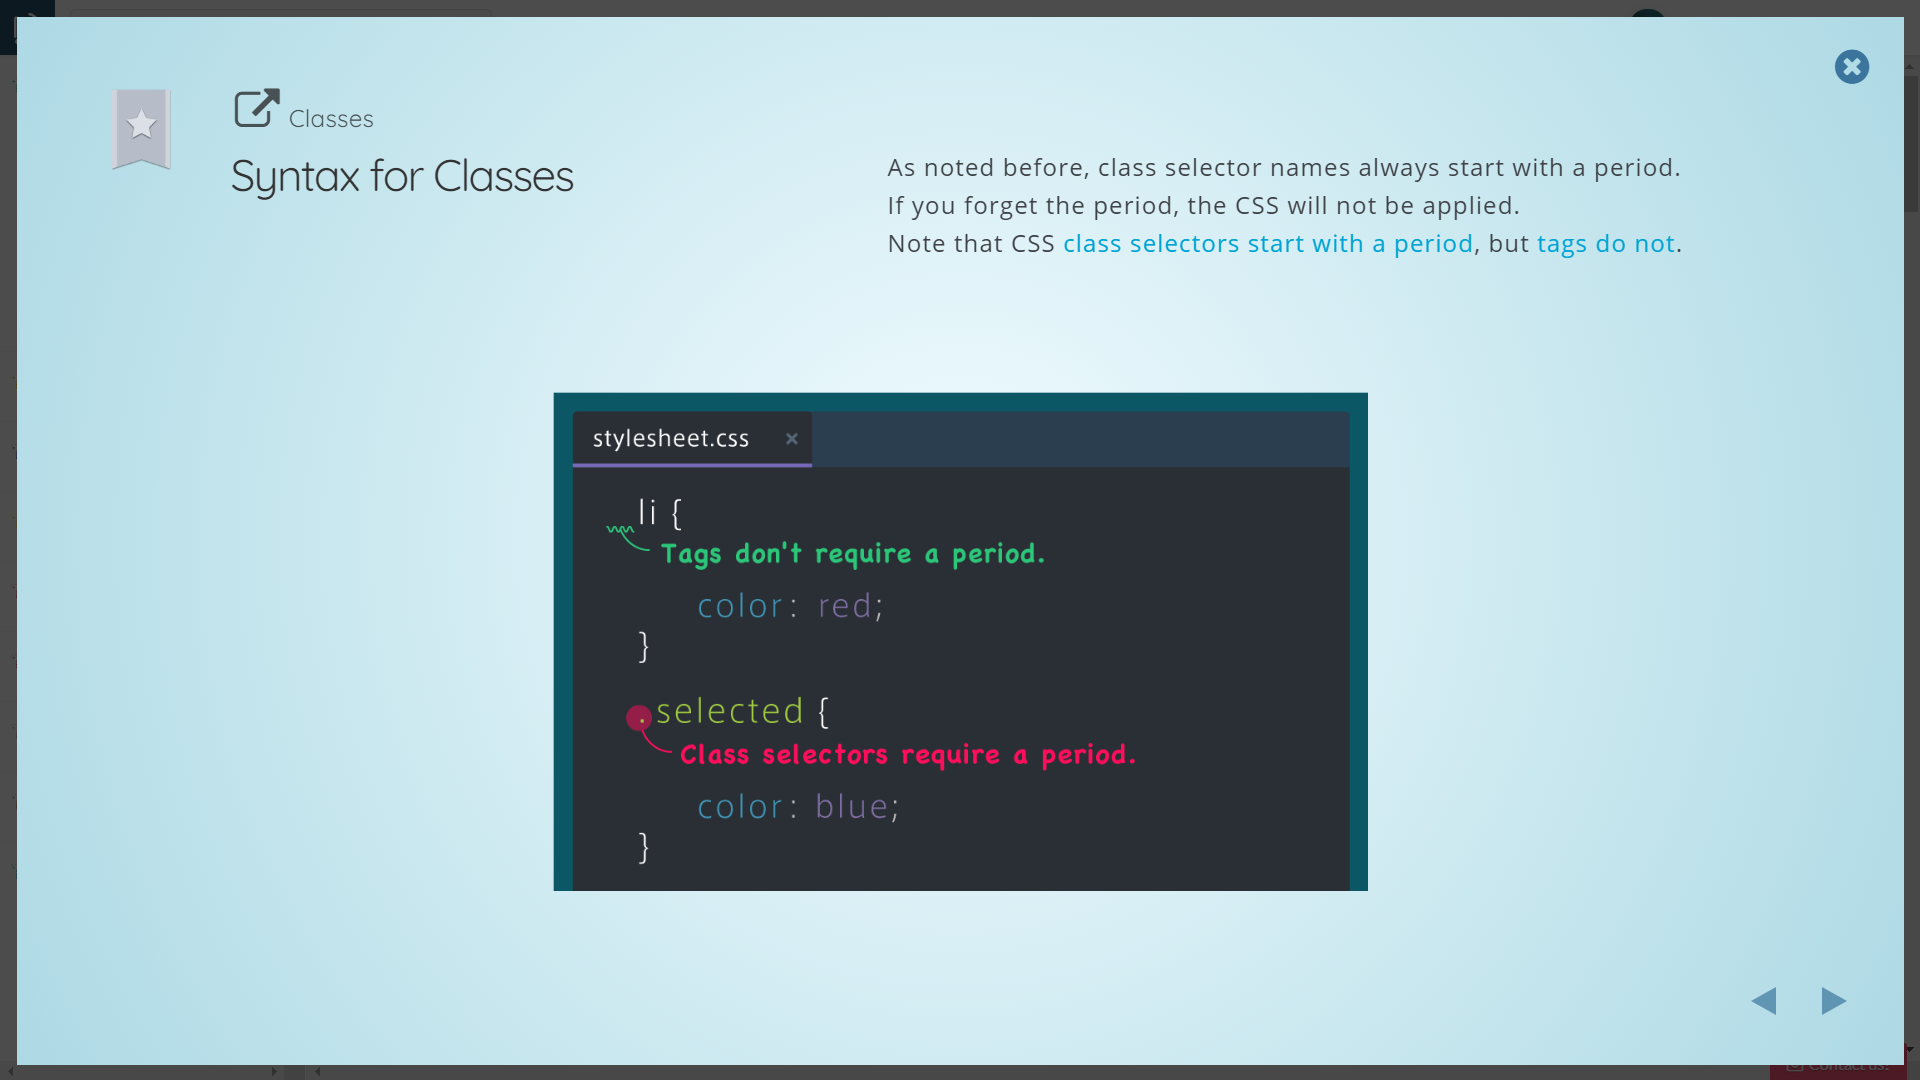 Classes
Syntax for Classes
As noted before, class selector names always start with a period.
If you forget the period, the CSS will not be applied.
Note that CSS class selectors start with a period, but tags do not.
stylesheet.css ×
li {
Tags don't require a period.
color: red;
}
.selected {
Class selectors require a period.
color: blue;
}
Contact us!